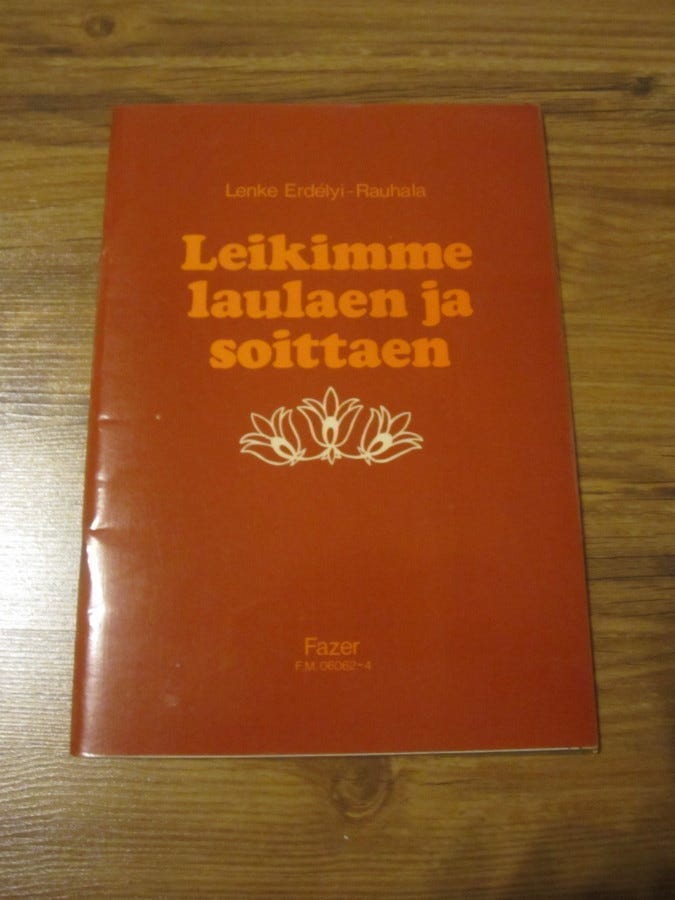 Lenke Erdélyi-Rauhala
Leikimme
laulaen ja
soittaen
Fazer
F.M. 06062-4